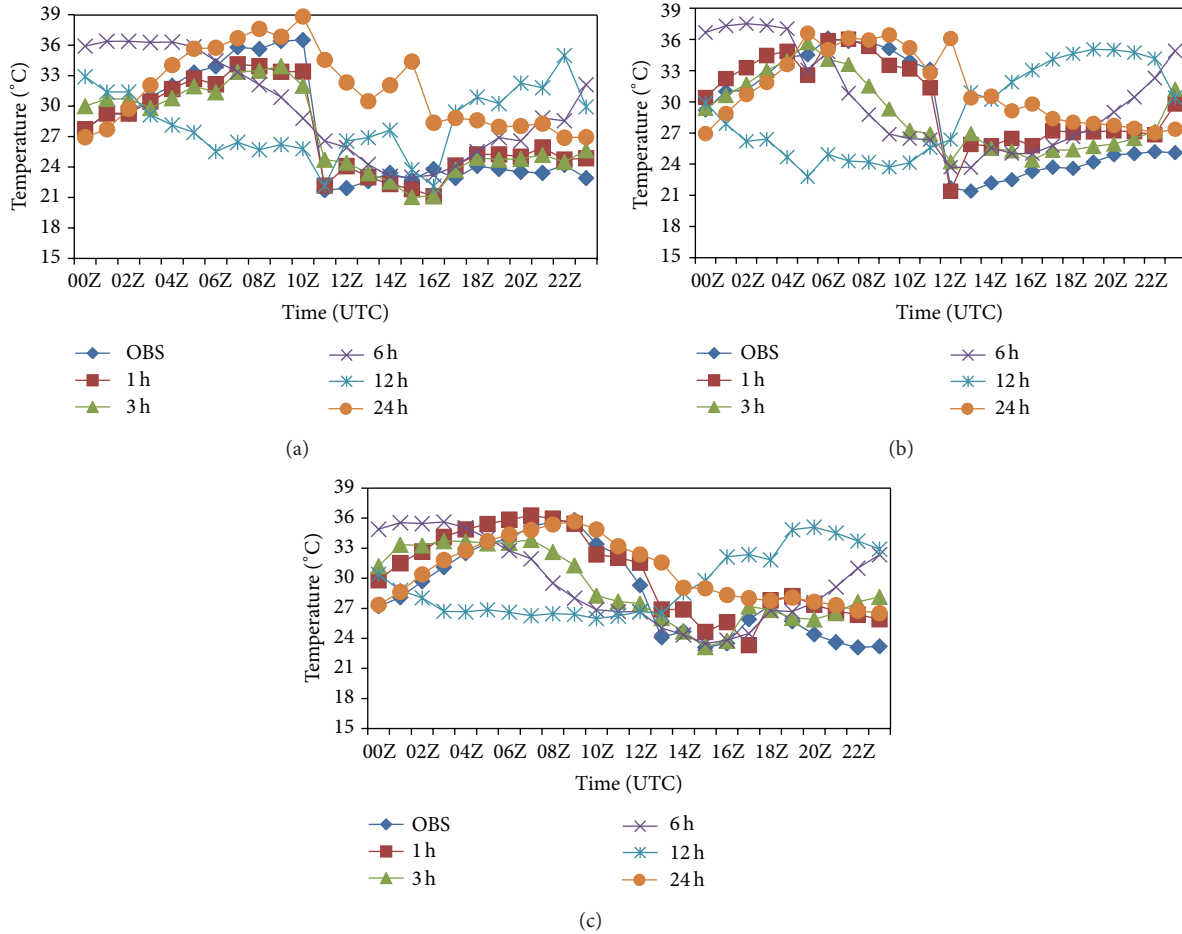 39
36
33
30
27
24
21
18
15
Temperature (°C)
00Z 02Z 04Z 06Z 08Z 10Z 12Z 14Z 16Z 18Z 20Z 22Z
Time (UTC)
OBS
1 h
3 h
6 h
12 h
24 h
(a)
39
36
33
30
27
24
21
18
15
Temperature (°C)
00Z 02Z 04Z 06Z 08Z 10Z 12Z 14Z 16Z 18Z 20Z 22Z
Time (UTC)
OBS
1 h
3 h
6 h
12 h
24 h
(b)
39
36
33
30
27
24
21
18
15
Temperature (°C)
00Z 02Z 04Z 06Z 08Z 10Z 12Z 14Z 16Z 18Z 20Z 22Z
Time (UTC)
OBS
1 h
3 h
6 h
12 h
24 h
(c)